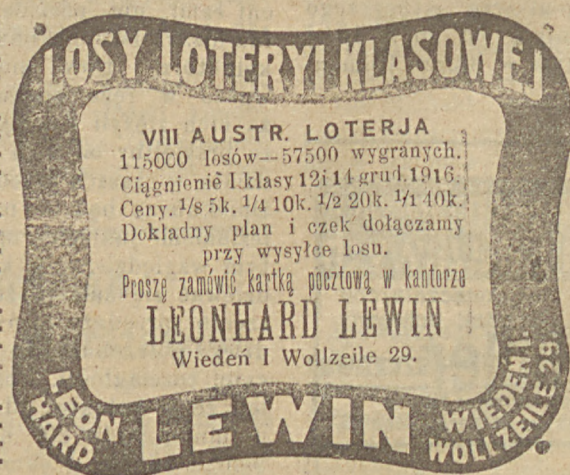 LOSY LOTERYI KLASOWEJ
VIII AUSTR. LOTERJA
115000 losów--57500 wygranych.
Ciągnienie I klasy 12 i 14 grud. 1916.
Ceny. 1/8 5k. 1/4 10k. 1/2 20k. 1/1 40k.
Dokładny plan i czek dołączamy
przy wysyłce losu.
Proszę zamówić kartką pocztową w kantorze
LEONHARD LEWIN
Wiedeń I Wollzeile 29.
LEON
HARD
LEWIN
WIEDEN I.
WOLLZEILE 29.